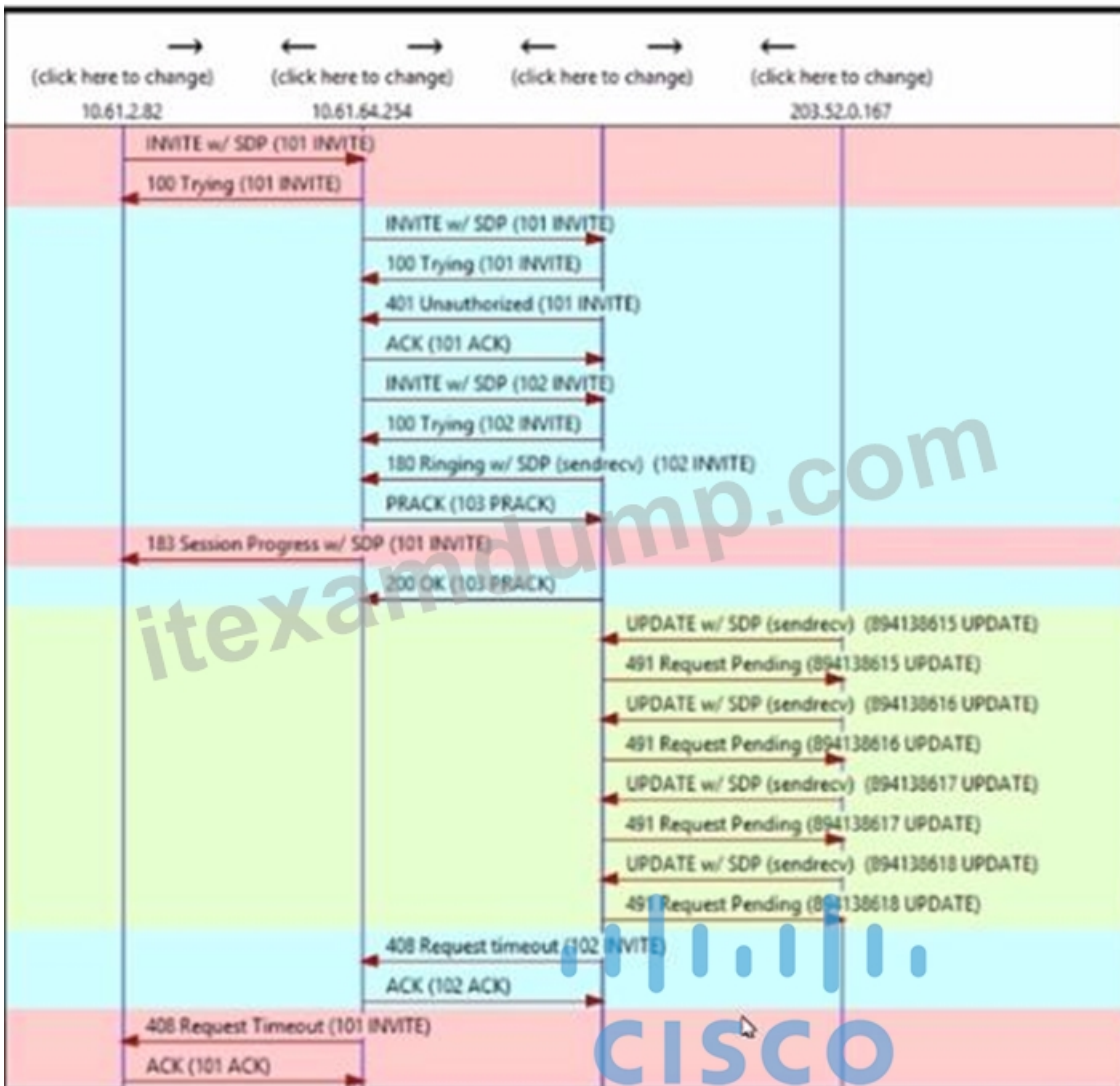 (click here to change) (click here to change) (click here to change) (click here to change)
10.61.2.82 10.61.64.254 203.52.0.167
INVITE w/ SDP (101 INVITE)
100 Trying (101 INVITE)
INVITE w/ SDP (101 INVITE)
100 Trying (101 INVITE)
401 Unauthorized (101 INVITE)
ACK (101 ACK)
INVITE w/ SDP (102 INVITE)
100 Trying (102 INVITE)
180 Ringing w/ SDP (sendrecv) (102 INVITE)
PRACK (103 PRACK)
183 Session Progress w/ SDP (101 INVITE)
200 OK (103 PRACK)
UPDATE w/ SDP (sendrecv) (894138615 UPDATE)
491 Request Pending (894138615 UPDATE)
UPDATE w/ SDP (sendrecv) (894138616 UPDATE)
491 Request Pending (894138616 UPDATE)
UPDATE w/ SDP (sendrecv) (894138617 UPDATE)
491 Request Pending (894138617 UPDATE)
UPDATE w/ SDP (sendrecv) (894138618 UPDATE)
491 Request Pending (894138618 UPDATE)
408 Request timeout (102 INVITE)
ACK (102 ACK)
408 Request Timeout (101 INVITE)
ACK (101 ACK)
itexamdump.com
CISCO